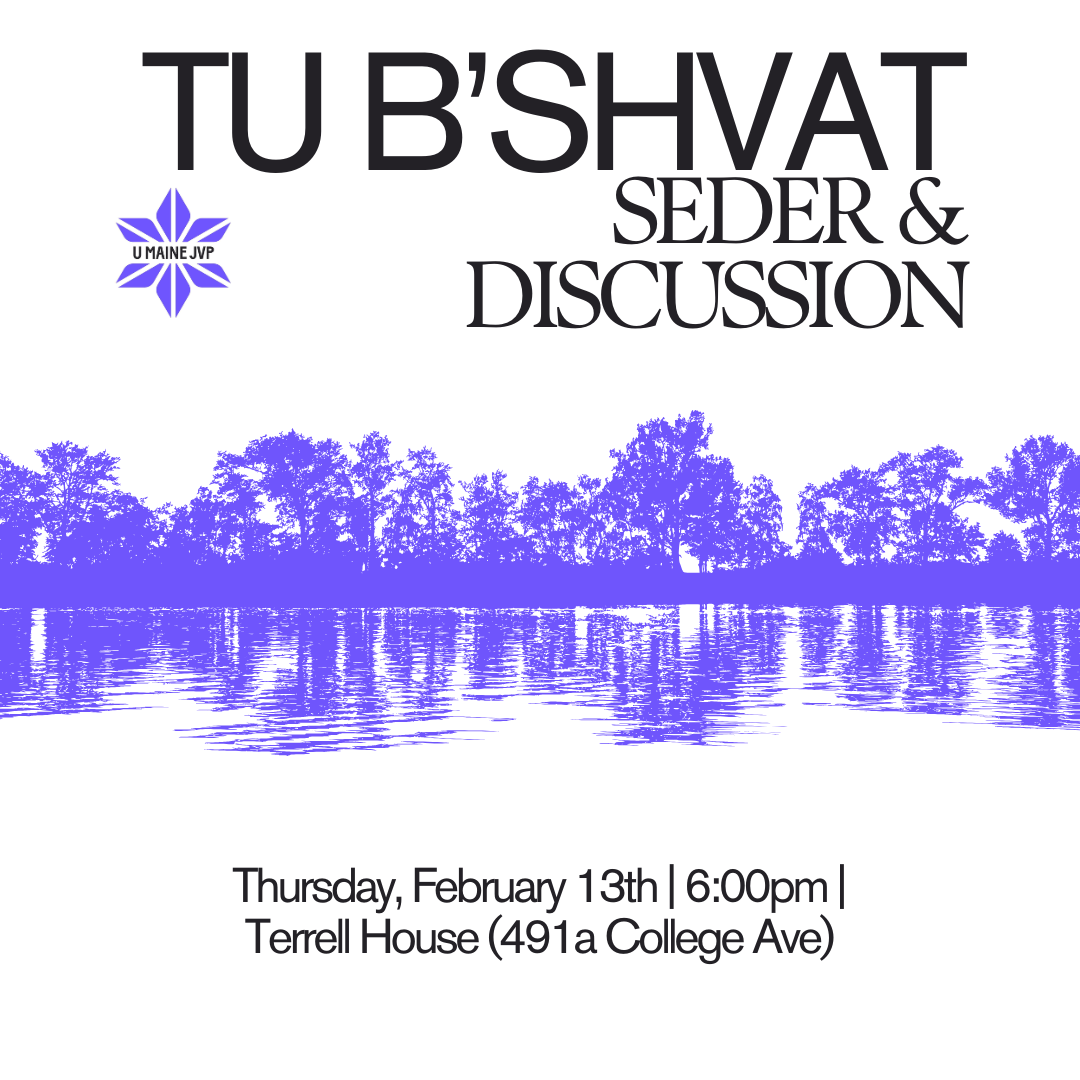 TU B’SHVAT
SEDER &
DISCUSSION
U MAINE JVP
Thursday, February 13th | 6:00pm |
Terrell House (491a College Ave)